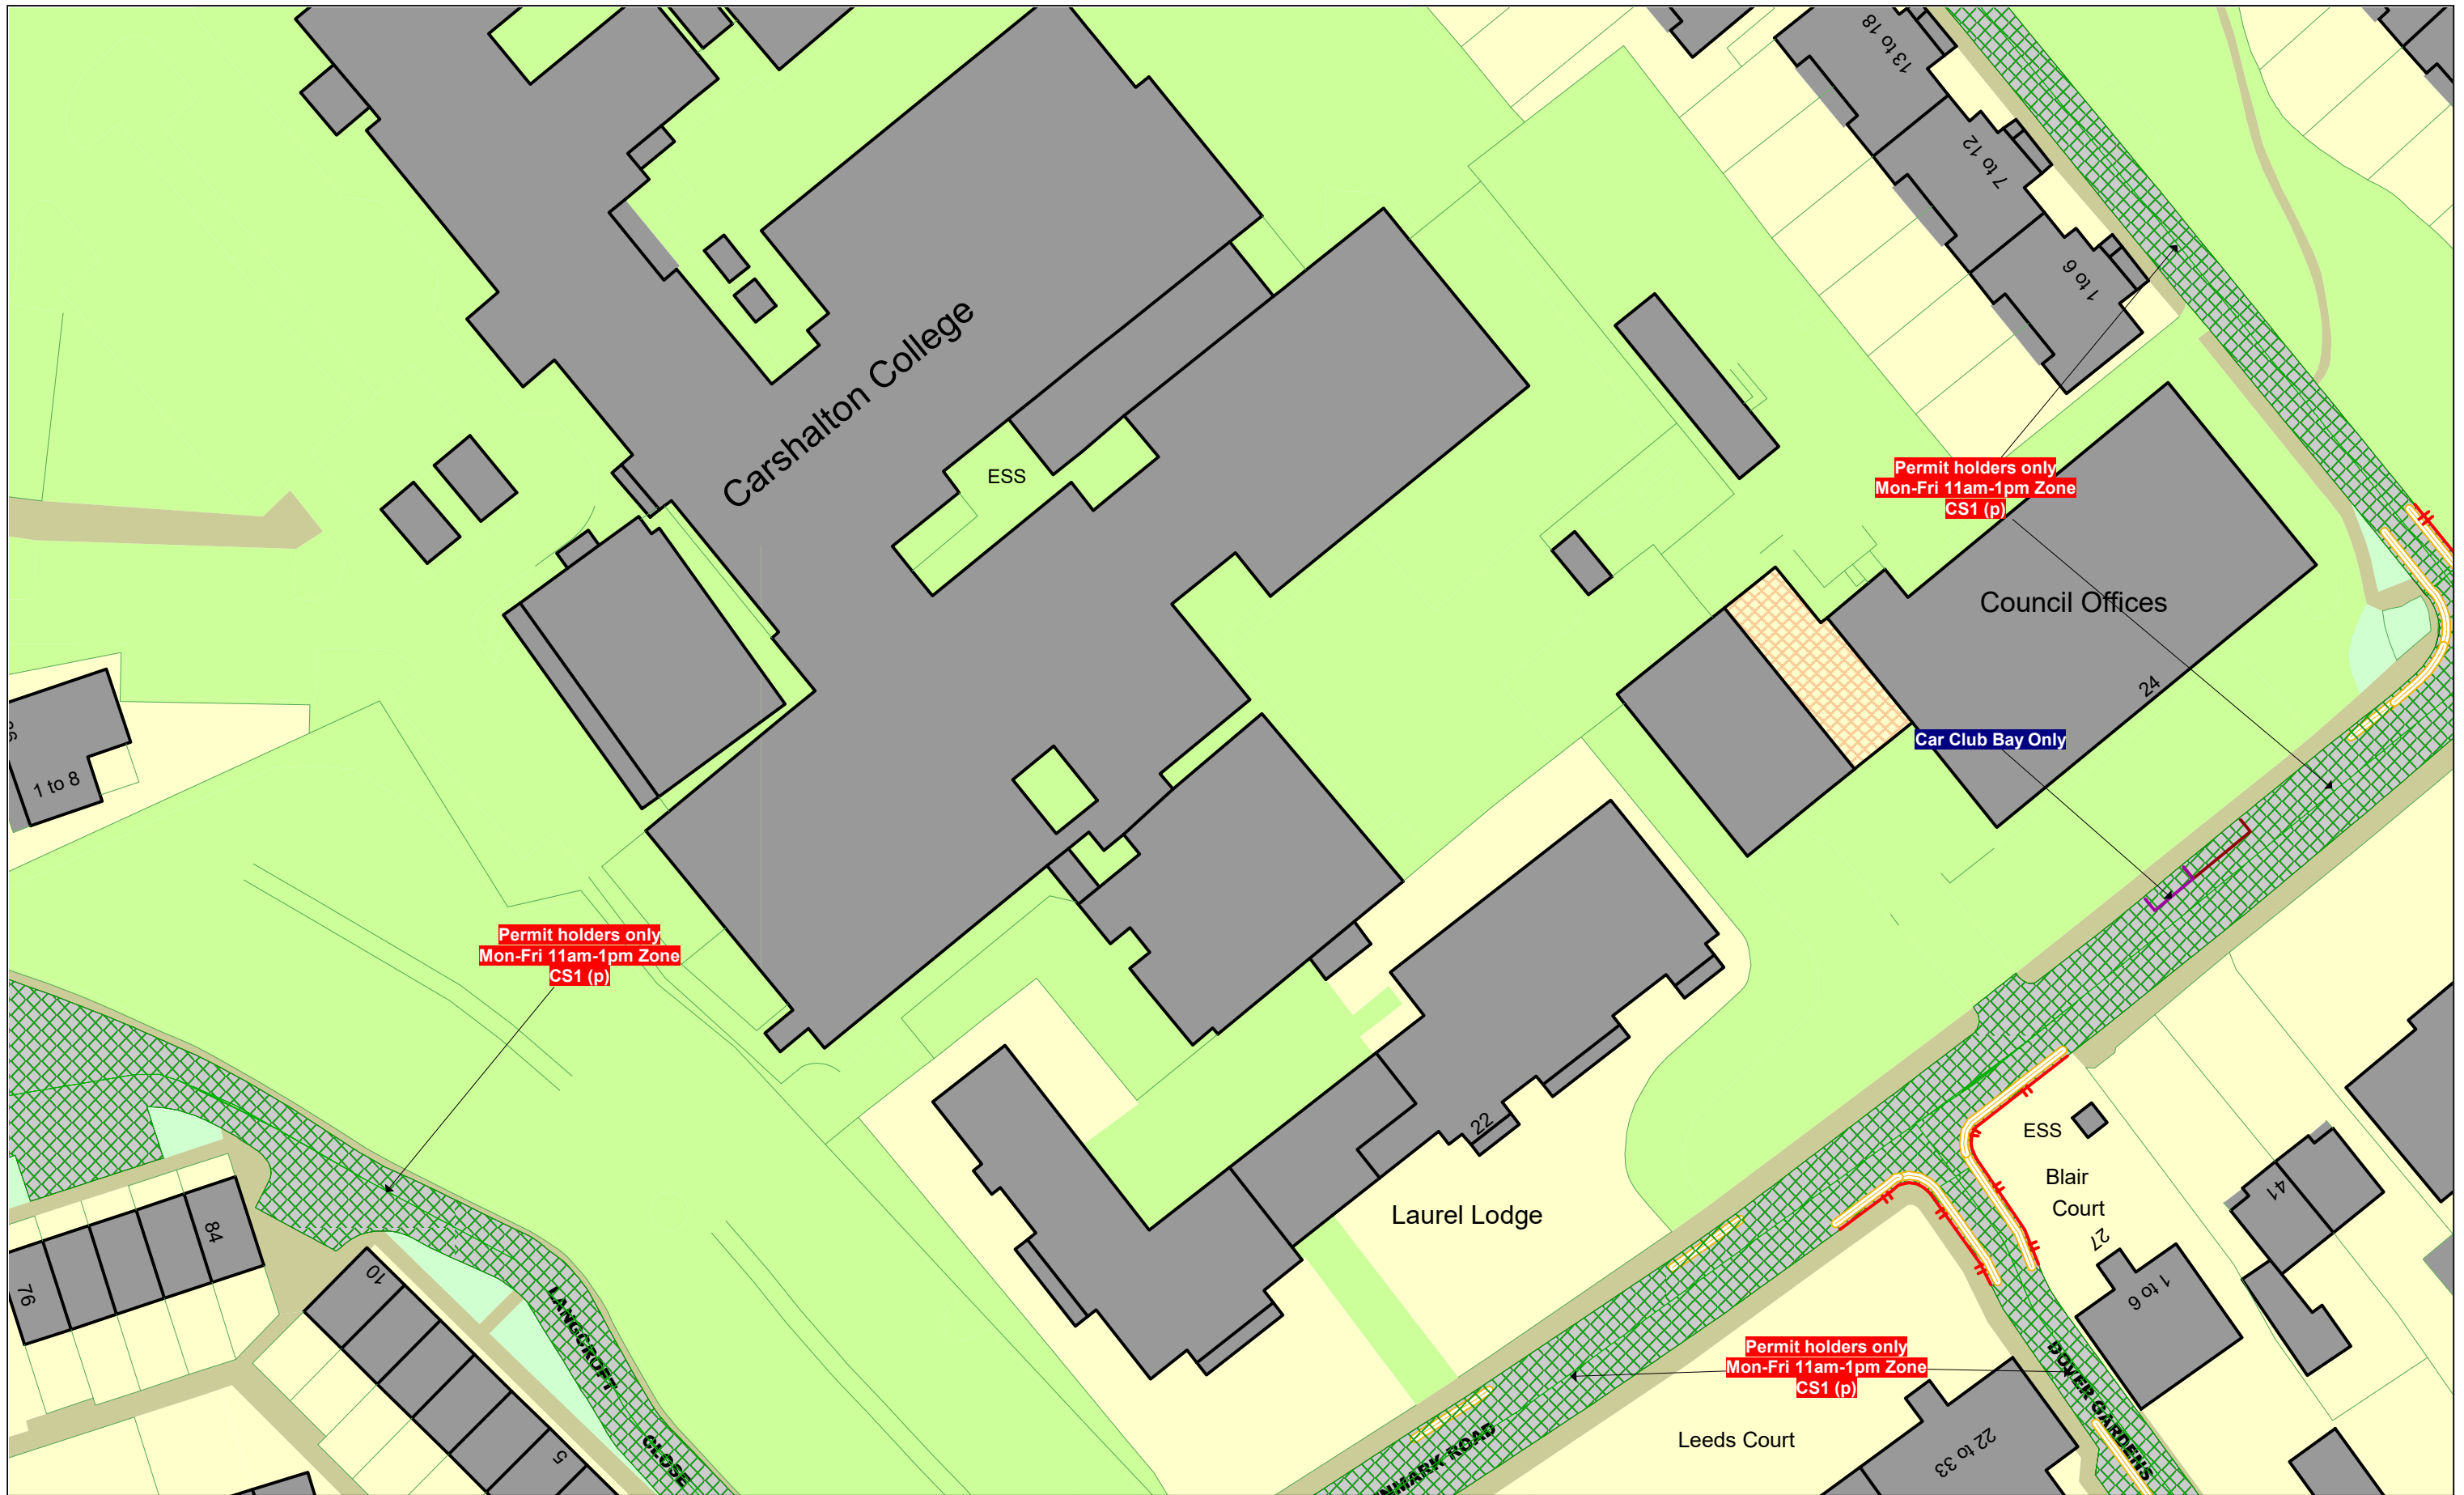 13 to 18
7 to 12
1 to 6
Carshalton College
ESS
Permit holders only
Mon-Fri 11am-1pm Zone
CS1 (p)
Council Offices
24
Car Club Bay Only
1 to 8
Permit holders only
Mon-Fri 11am-1pm Zone
CS1 (p)
22
ESS
Blair
Court
27
41
Laurel Lodge
84
76
10
1 to 6
LANGCROFT
CLOSE
5
Permit holders only
Mon-Fri 11am-1pm Zone
CS1 (p)
DOVER GARDENS
Leeds Court
22 to 33
NMARK ROAD